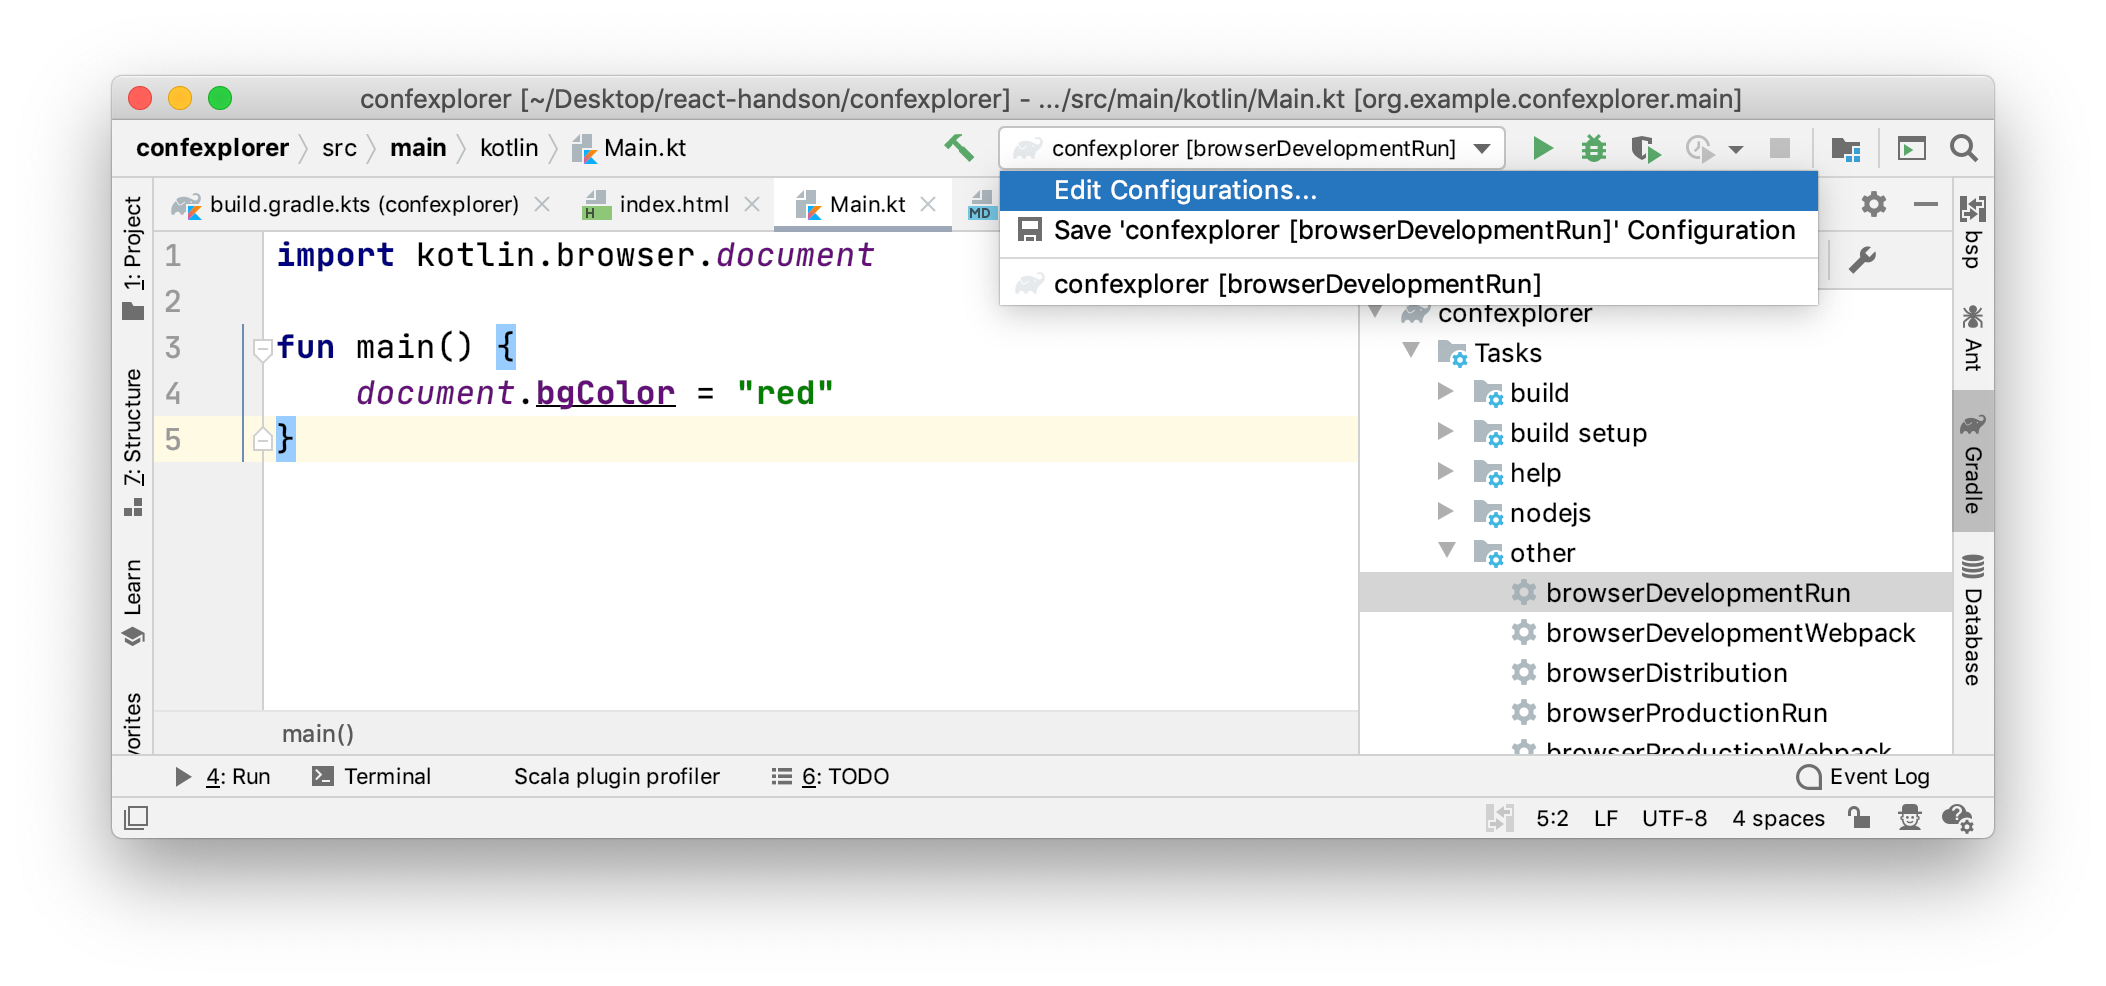 confexplorer [~/Desktop/react-handson/confexplorer] - .../src/main/kotlin/Main.kt [org.example.confexplorer.main]
confexplorer src main kotlin Main.kt
confexplorer [browserDevelopmentRun]
Edit Configurations...
Save 'confexplorer [browserDevelopmentRun]' Configuration
confexplorer [browserDevelopmentRun]
build.gradle.kts (confexplorer)
H index.html
Main.kt
MD
1: Project
7: Structure
Learn
vorites
1 import kotlin.browser.document
2
3 fun main() {
4 document.bgColor = "red"
5 }
main()
confexplorer
Tasks
build
build setup
help
nodejs
other
browserDevelopmentRun
browserDevelopmentWebpack
browserDistribution
browserProductionRun
browserProductionWebpack
bsp
Ant
Gradle
Database
4: Run
Terminal
Scala plugin profiler
6: TODO
Event Log
5:2 LF UTF-8 4 spaces